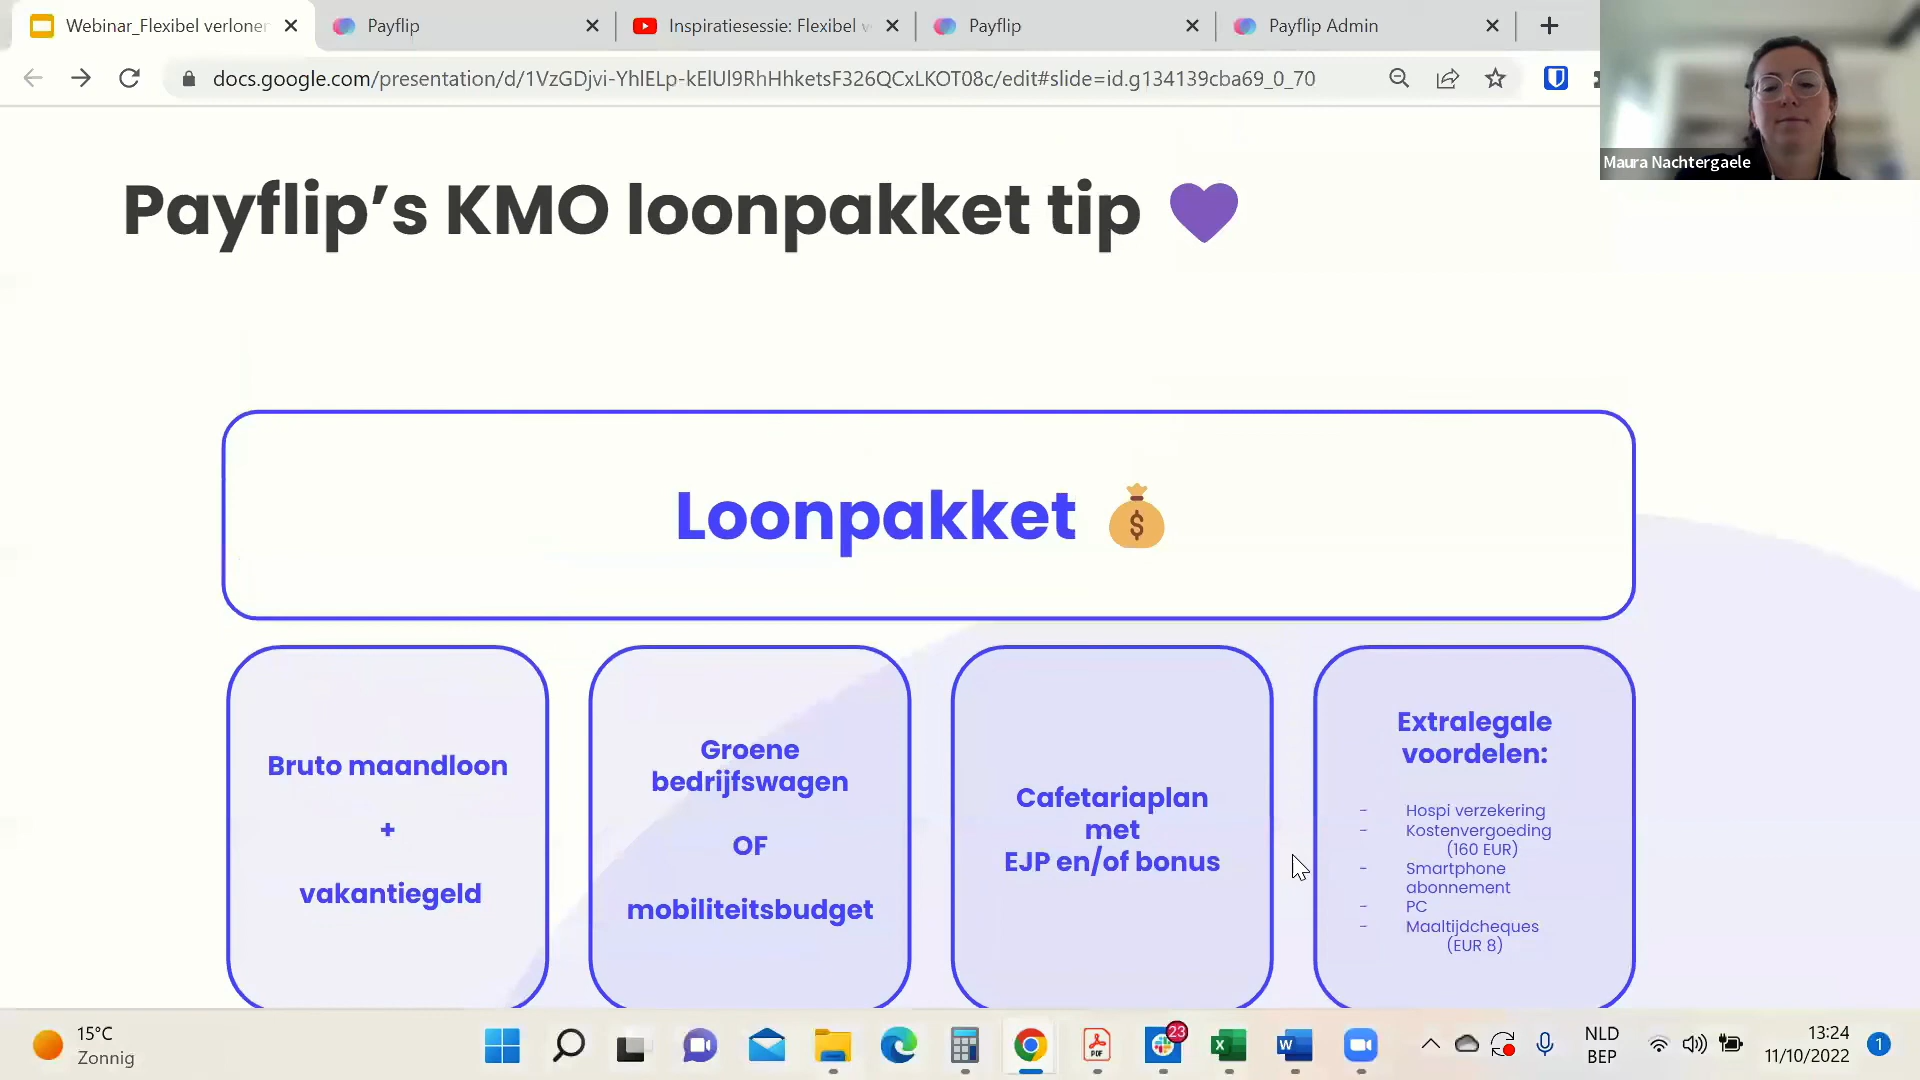 Webinar_Flexibel verloner
Payflip
Inspiratiesessie: Flexibel v
Payflip
Payflip Admin
docs.google.com/presentation/d/1VzGDjvi-YhlELp-kElUl9RhHhketsF326QCxLKOT08c/edit#slide=id.g134139cba69_0_70
Maura Nachtergaele
Payflip’s KMO loonpakket tip
Loonpakket
Bruto maandloon
+
vakantiegeld
Groene
bedrijfswagen
OF
mobiliteitsbudget
Cafetariaplan
met
EJP en/of bonus
Extralegale
voordelen:
- Hospi verzekering
- Kostenvergoeding
(160 EUR)
- Smartphone
abonnement
- PC
- Maaltijdcheques
(EUR 8)
15°C
Zonnig
23
NLD
BEP
13:24
11/10/2022
1